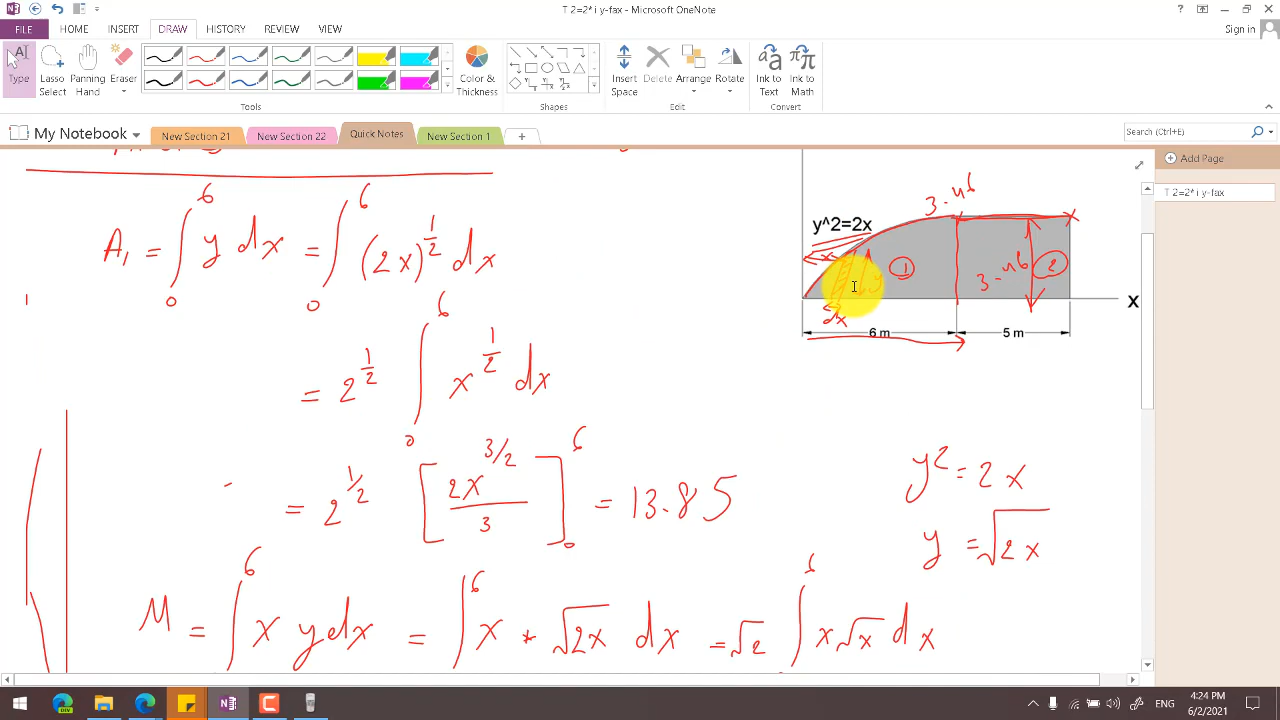 T 2=2* i y-fax - OneNote
Sign in
FILE HOME INSERT DRAW HISTORY REVIEW VIEW
Type Lasso Select Panning Hand Eraser Color & Thickness Insert Space Delete Arrange Rotate Ink to Text Ink to Math
Tools Shapes Edit Convert
My Notebook New Section 21 New Section 22 Quick Notes New Section 1 Search (Ctrl+E)
Add Page
T 2=2* i y-fax
A₁ = ∫₀⁶ y dx = ∫₀⁶ (2x)^{1/2} dx
= 2^{1/2} ∫₀⁶ x^{1/2} dx
= 2^{1/2} [2x^{3/2}/3]₀⁶ = 13.85
M = ∫⁶ x ydx = ∫⁶ x * √2x dx = √2 ∫⁶ x√x dx
3.46
y^2=2x
x 1 y 3.46 2
x
dx
6 m 5 m
y² = 2x
y = √2x
4:24 PM
ENG 6/2/2021